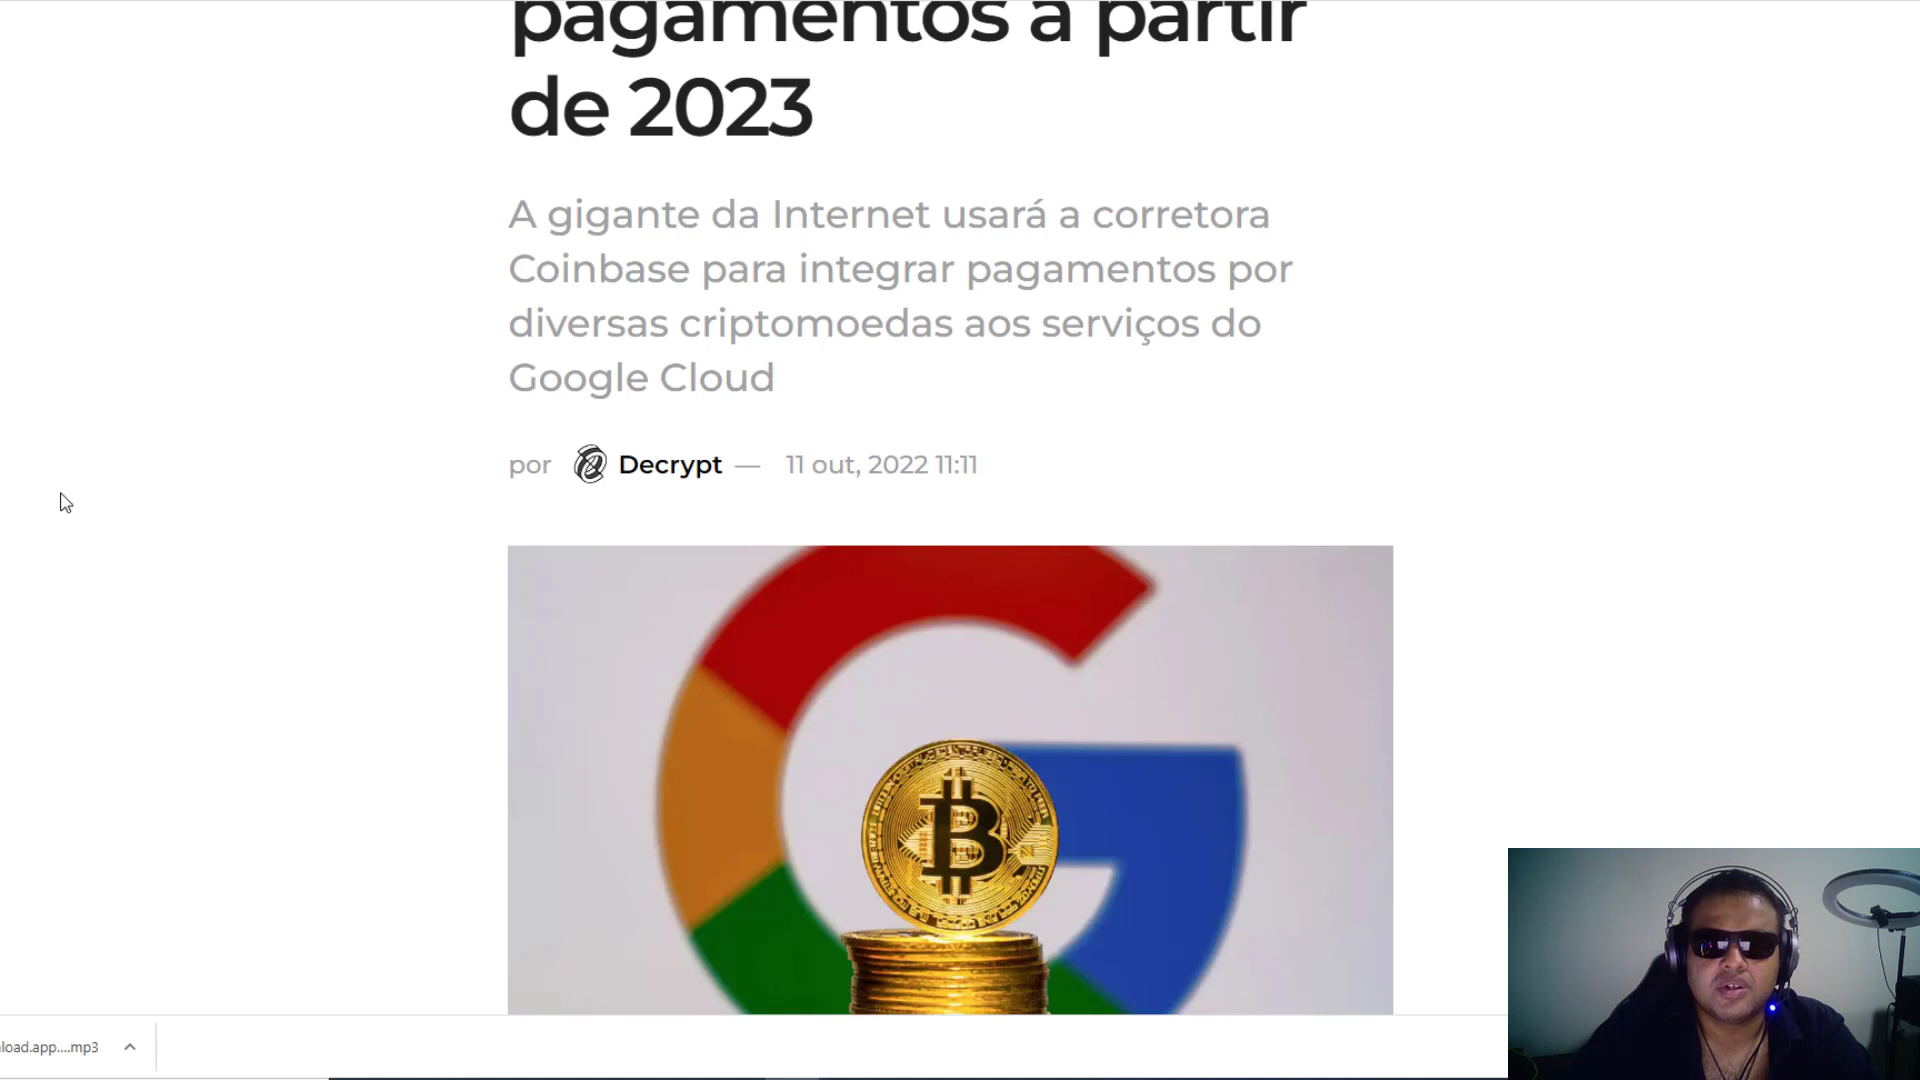 pagamentos a partir
de 2023
A gigante da Internet usará a corretora
Coinbase para integrar pagamentos por
diversas criptomoedas aos serviços do
Google Cloud
por Decrypt — 11 out, 2022 11:11
B
load.app....mp3